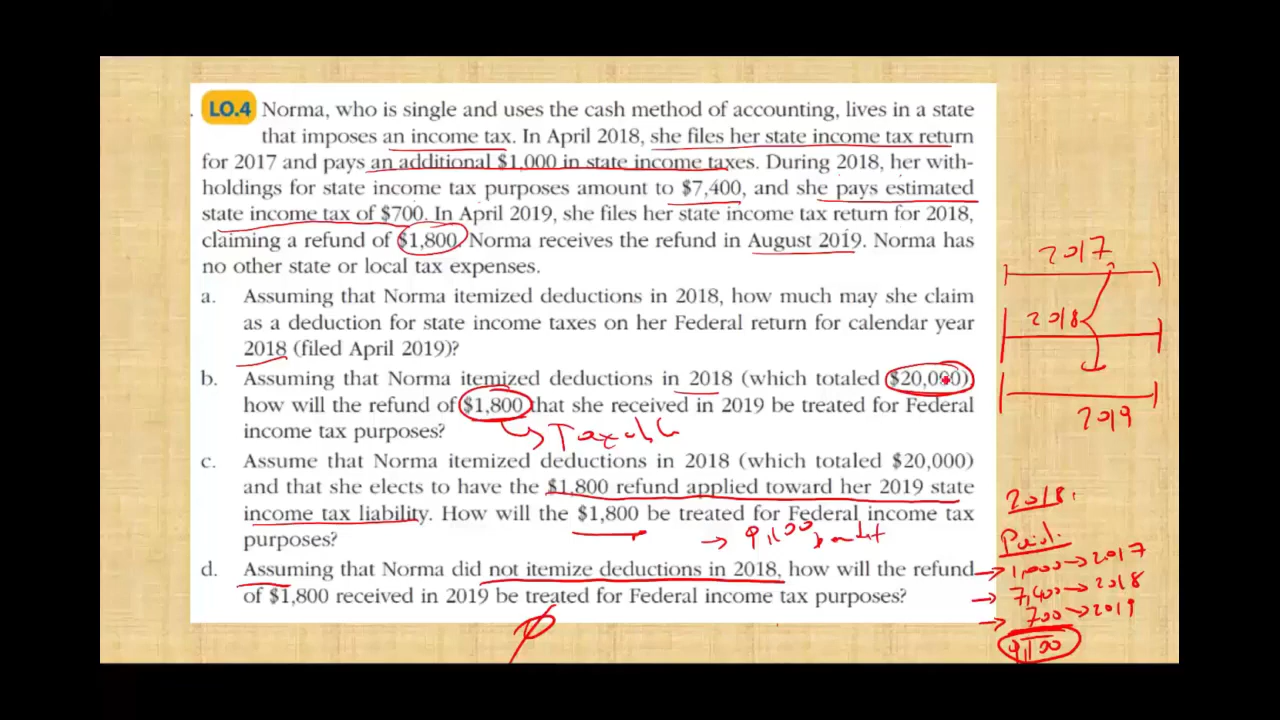 LO.4 Norma, who is single and uses the cash method of accounting, lives in a state
that imposes an income tax. In April 2018, she files her state income tax return
for 2017 and pays an additional $1,000 in state income taxes. During 2018, her with-
holdings for state income tax purposes amount to $7,400, and she pays estimated
state income tax of $700. In April 2019, she files her state income tax return for 2018,
claiming a refund of $1,800. Norma receives the refund in August 2019. Norma has
no other state or local tax expenses.
a. Assuming that Norma itemized deductions in 2018, how much may she claim
as a deduction for state income taxes on her Federal return for calendar year
2018 (filed April 2019)?
b. Assuming that Norma itemized deductions in 2018 (which totaled $20,000)
how will the refund of $1,800 that she received in 2019 be treated for Federal
income tax purposes?
Taxable
c. Assume that Norma itemized deductions in 2018 (which totaled $20,000)
and that she elects to have the $1,800 refund applied toward her 2019 state
income tax liability. How will the $1,800 be treated for Federal income tax
purposes?
→ 9,100
d. Assuming that Norma did not itemize deductions in 2018, how will the refund
of $1,800 received in 2019 be treated for Federal income tax purposes?
2017
2018
2019
2018
Paid
→ 1,000 → 2017
→ 7,400 → 2018
→ 700 → 2019
9,100